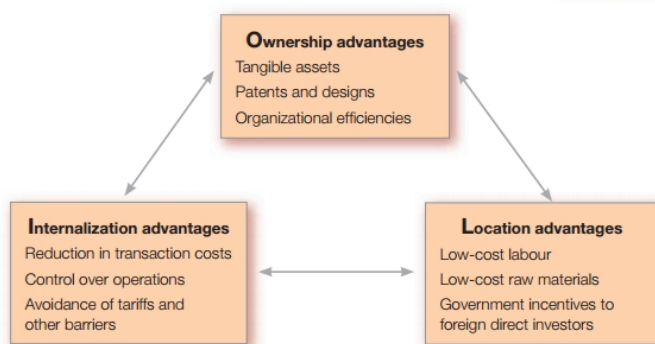 Ownership advantages
Tangible assets
Patents and designs
Organizational efficiencies
Internalization advantages
Reduction in transaction costs
Control over operations
Avoidance of tariffs and
other barriers
Location advantages
Low-cost labour
Low-cost raw materials
Government incentives to
foreign direct investors